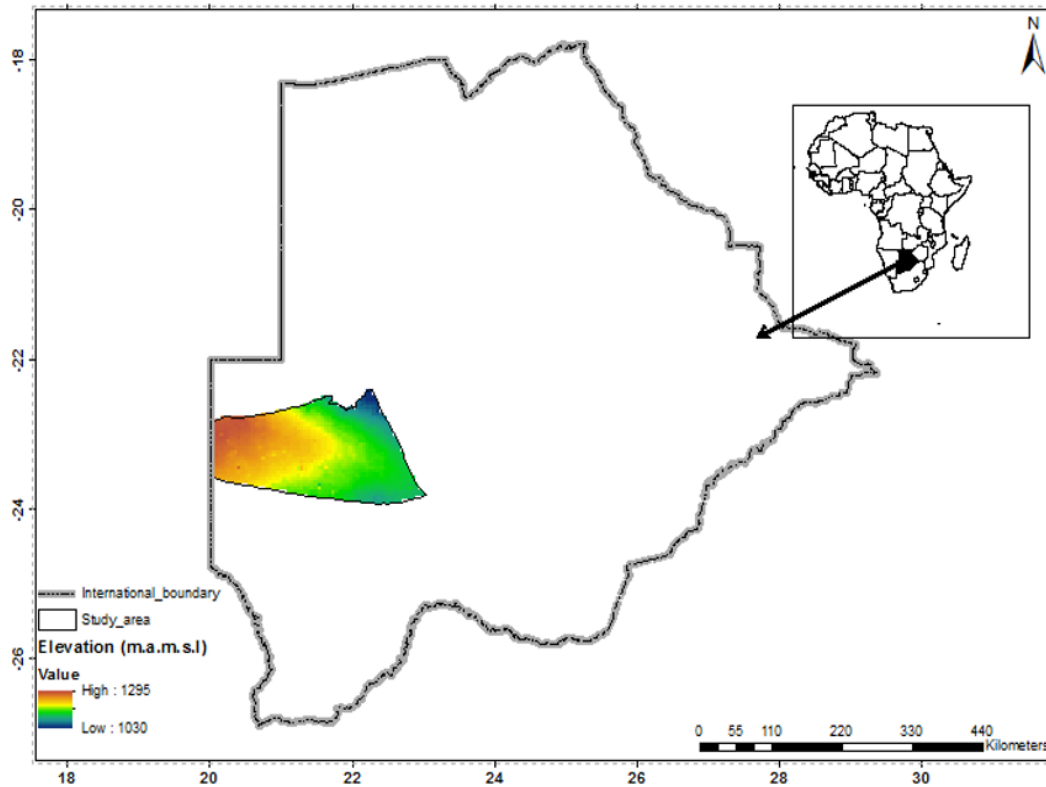 N
-18
-20
-22
-24
-26
International_boundary
Study_area
Elevation (m.a.m.s.l)
Value
High : 1295
Low : 1030
0 55 110 220 330 440
Kilometers
18 20 22 24 26 28 30